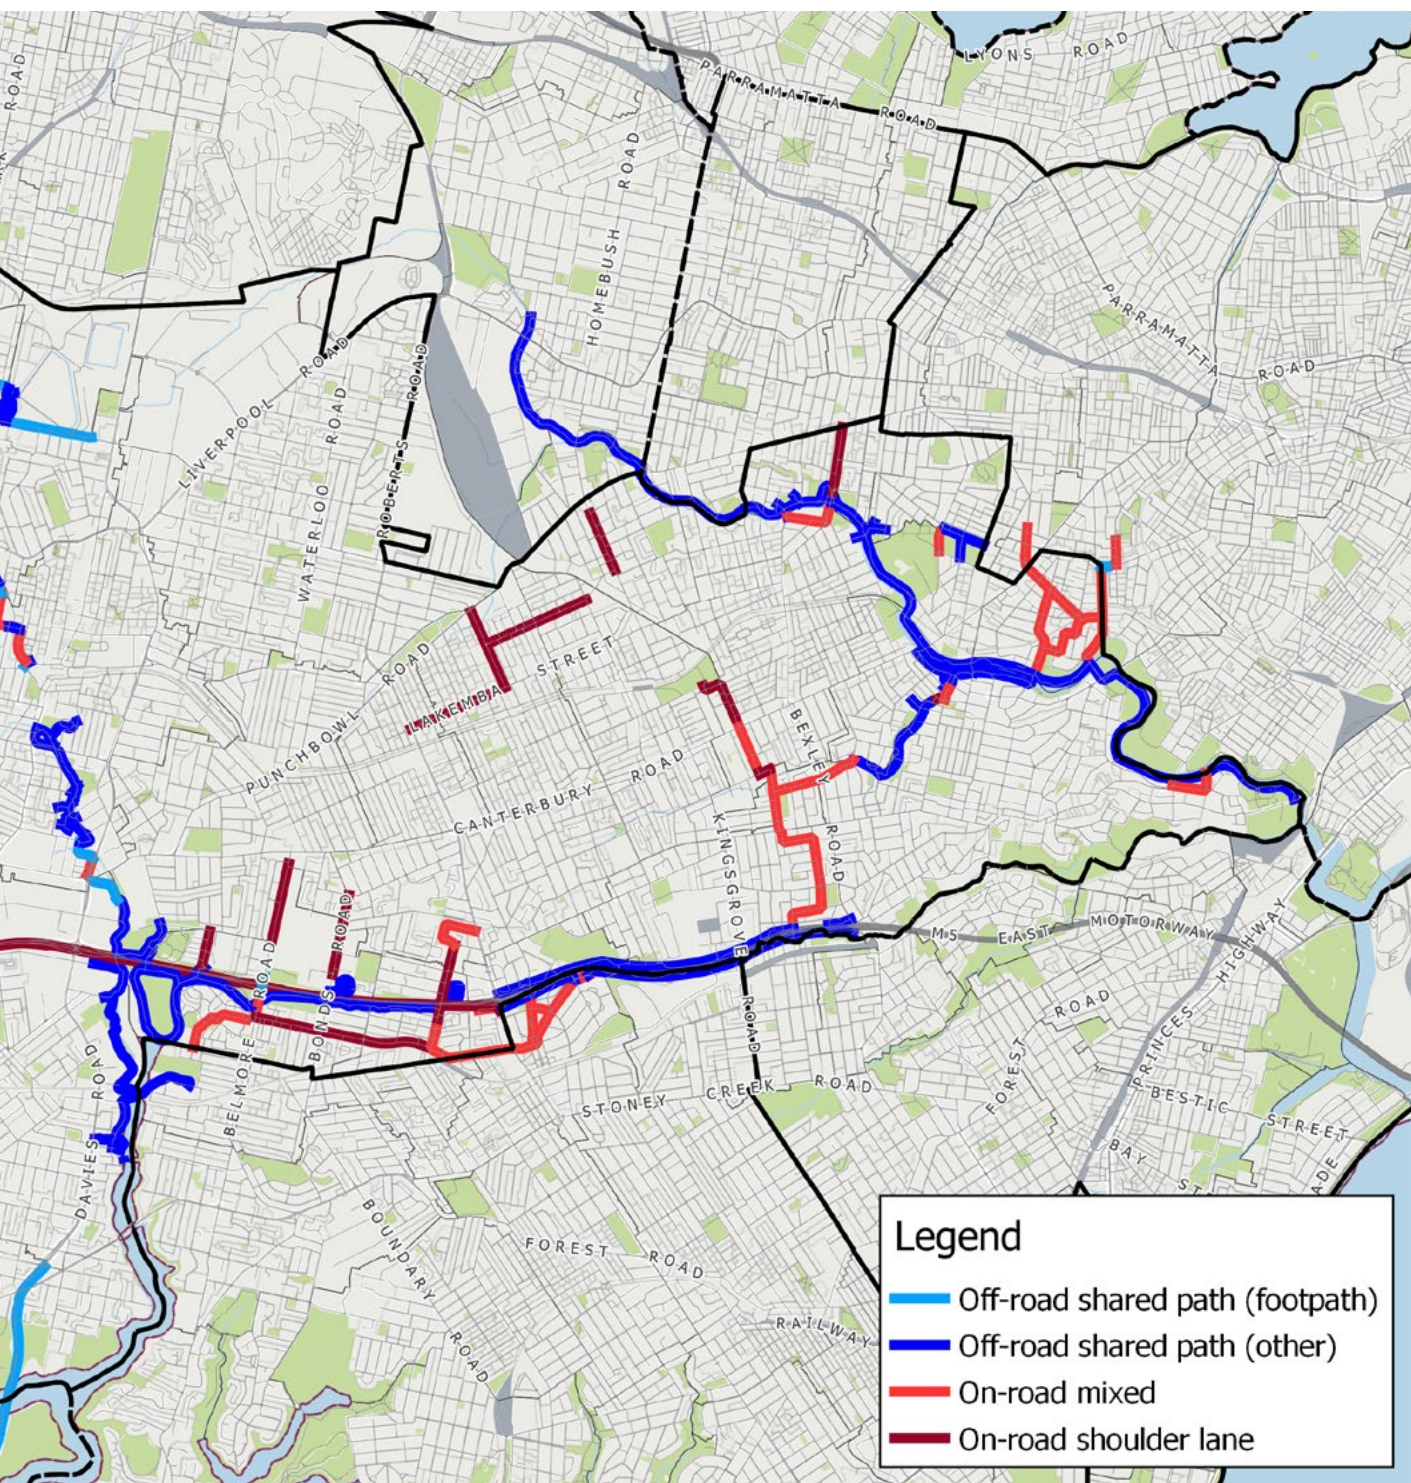 LYONS ROAD
PARRAMATTA ROAD
ROAD
HOMEBUSH ROAD
PARRAMATTA ROAD
LIVERPOOL ROAD
WATERLOO ROAD
ROBERTS ROAD
LAKEMBA STREET
PUNCHBOWL ROAD
CANTERBURY ROAD
BEXLEY ROAD
KINGSGROVE ROAD
M5 EAST MOTORWAY
PRINCES HIGHWAY
BELMORE ROAD
BONDS ROAD
DAVIES ROAD
STONEY CREEK ROAD
FOREST ROAD
BESTIC STREET
BAY ST
ADE
BOUNDARY ROAD
FOREST ROAD
RAILWAY
Legend
Off-road shared path (footpath)
Off-road shared path (other)
On-road mixed
On-road shoulder lane